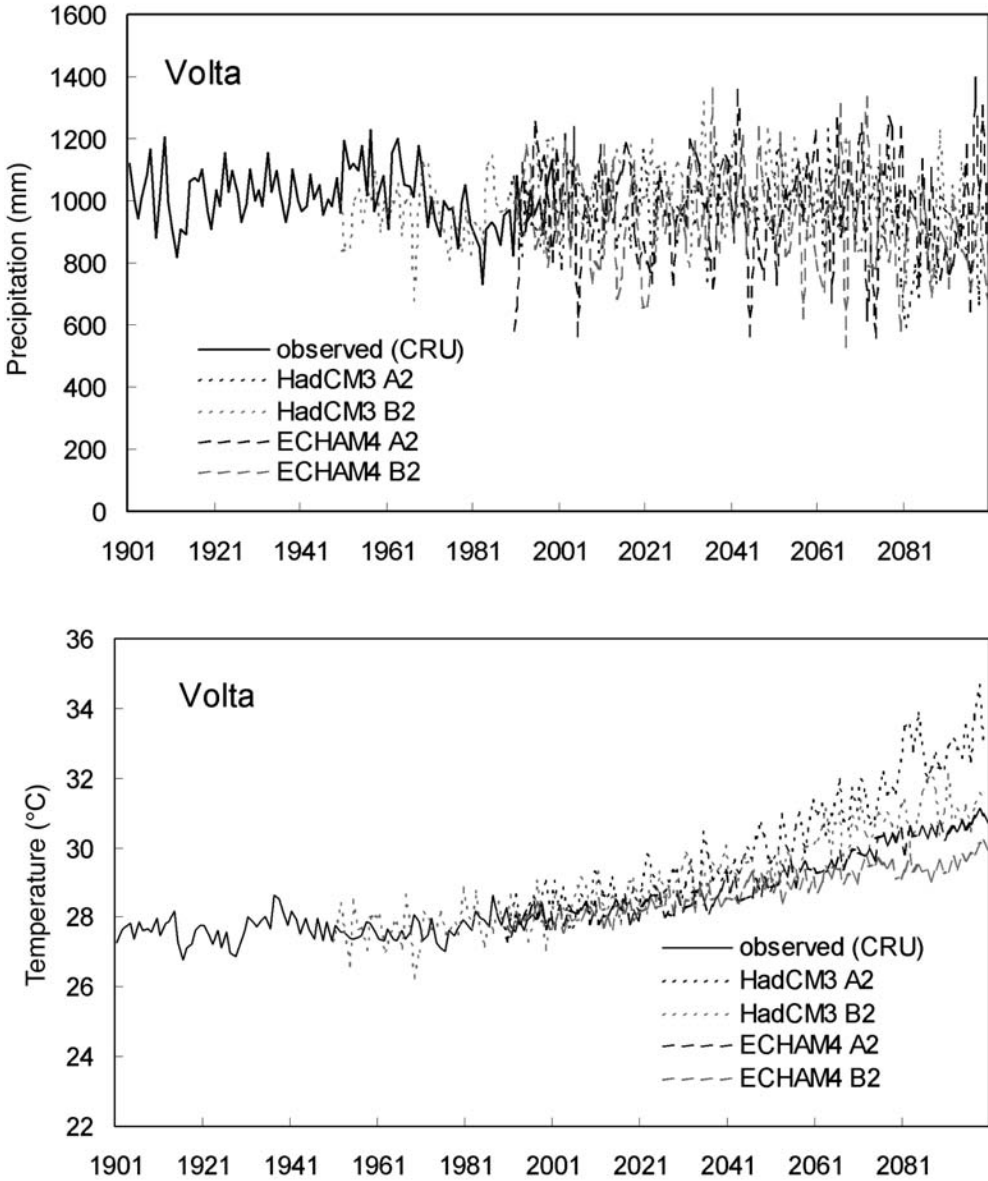 1600
1400
1200
1000
800
600
400
200
0
Precipitation (mm)
Volta
observed (CRU)
HadCM3 A2
HadCM3 B2
ECHAM4 A2
ECHAM4 B2
1901 1921 1941 1961 1981 2001 2021 2041 2061 2081
36
34
32
30
28
26
24
22
Temperature (°C)
Volta
observed (CRU)
HadCM3 A2
HadCM3 B2
ECHAM4 A2
ECHAM4 B2
1901 1921 1941 1961 1981 2001 2021 2041 2061 2081